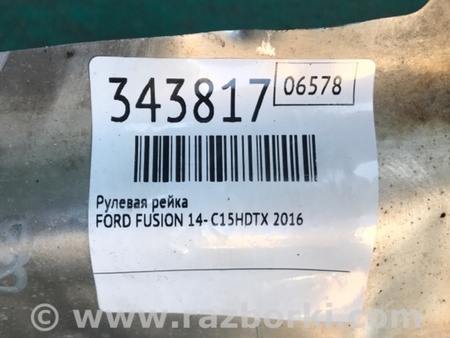 343817
06578
Рулевая рейка
FORD FUSION 14- C15HDTX 2016
© www.razborki.com